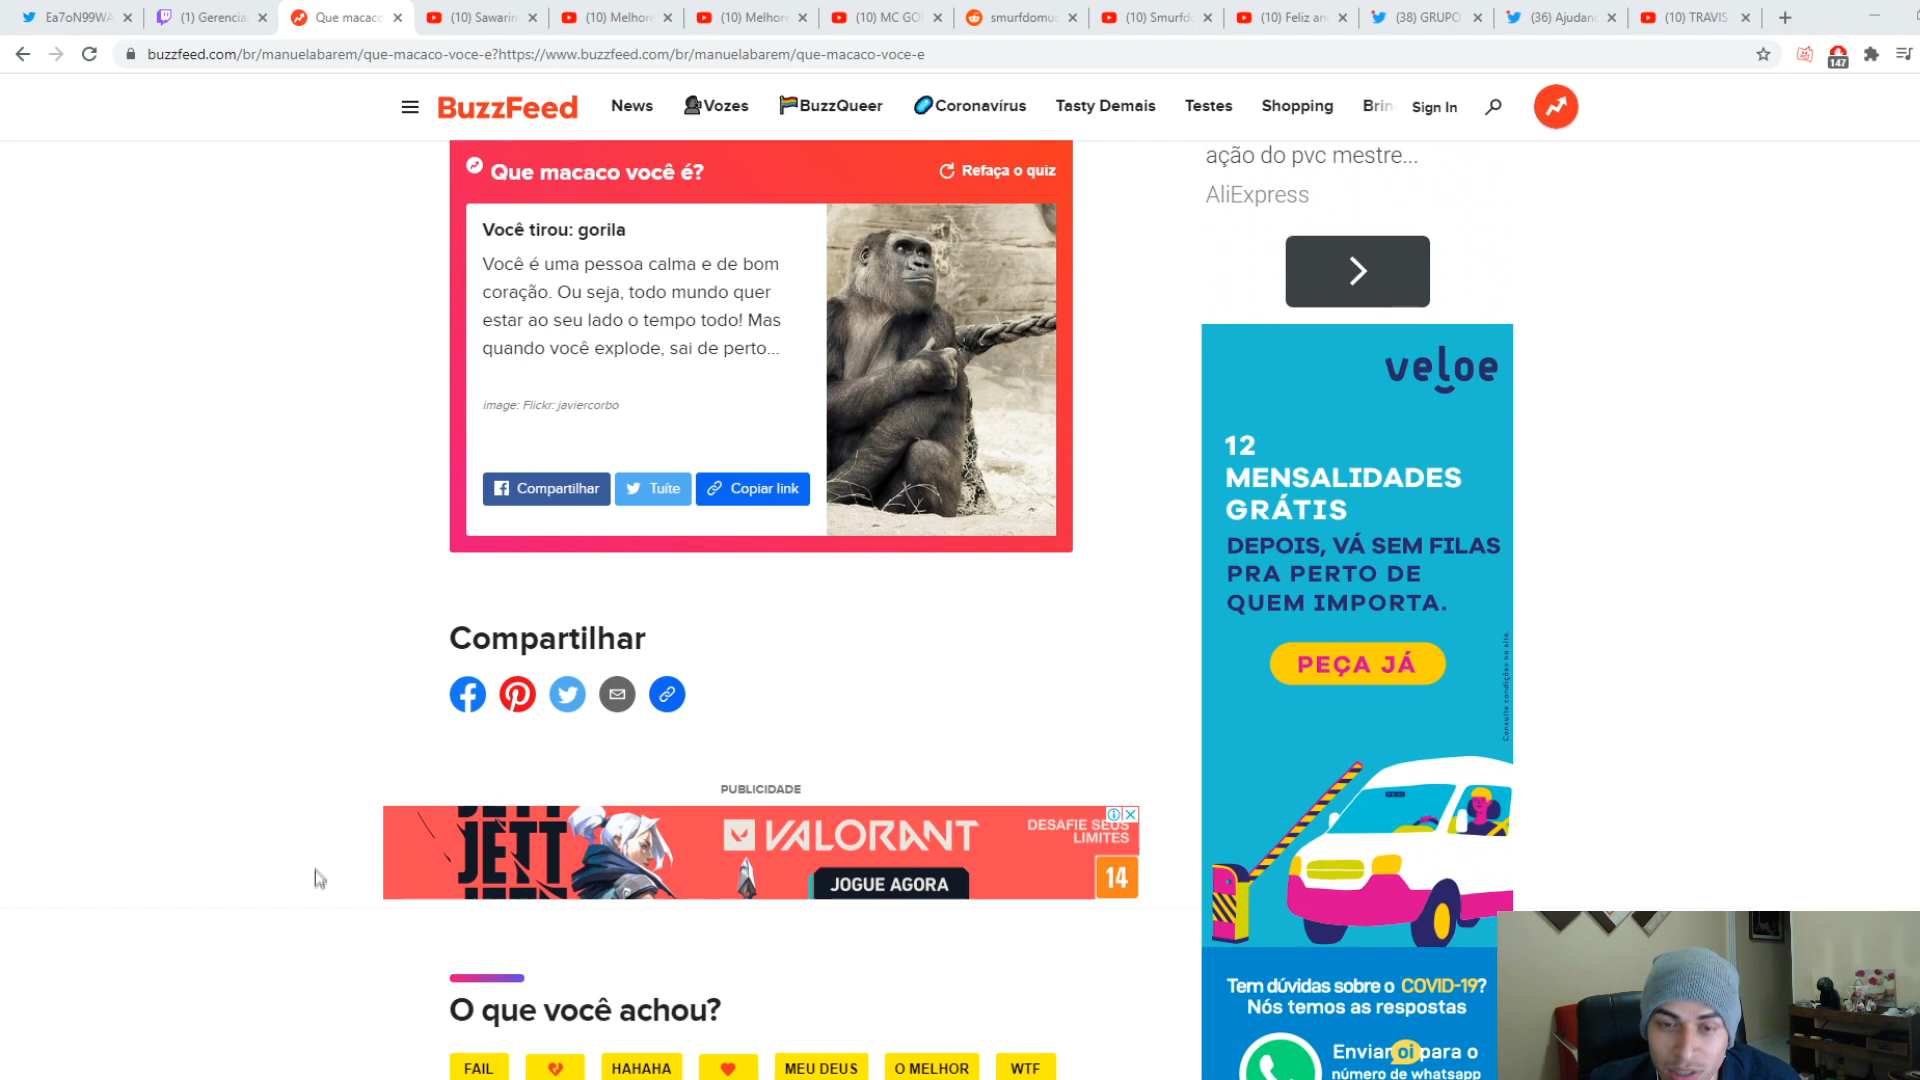 Ea7oN99WA
(1) Gerencia
Que macaco
(10) Sawarin
(10) Melhore
(10) Melhore
(10) MC GO
smurfdomuc
(10) Smurfd
(10) Feliz an
(38) GRUPO
(36) Ajudan
(10) TRAVIS
buzzfeed.com/br/manuelabarem/que-macaco-voce-e?https://www.buzzfeed.com/br/manuelabarem/que-macaco-voce-e
147
BuzzFeed
News
Vozes
BuzzQueer
Coronavírus
Tasty Demais
Testes
Shopping
Brin
Sign In
Que macaco você é?
Refaça o quiz
Você tirou: gorila
Você é uma pessoa calma e de bom
coração. Ou seja, todo mundo quer
estar ao seu lado o tempo todo! Mas
quando você explode, sai de perto...
image: Flickr: javiercorbo
Compartilhar
Tuíte
Copiar link
Compartilhar
PUBLICIDADE
JETT
VALORANT
JOGUE AGORA
DESAFIE SEUS
LIMITES
14
O que você achou?
FAIL
HAHAHA
MEU DEUS
O MELHOR
WTF
ação do pvc mestre...
AliExpress
veloe
12
MENSALIDADES
GRÁTIS
DEPOIS, VÁ SEM FILAS
PRA PERTO DE
QUEM IMPORTA.
PEÇA JÁ
Consulte condições no site.
Tem dúvidas sobre o COVID-19?
Nós temos as respostas
Enviar oi para o
número de whatsapp